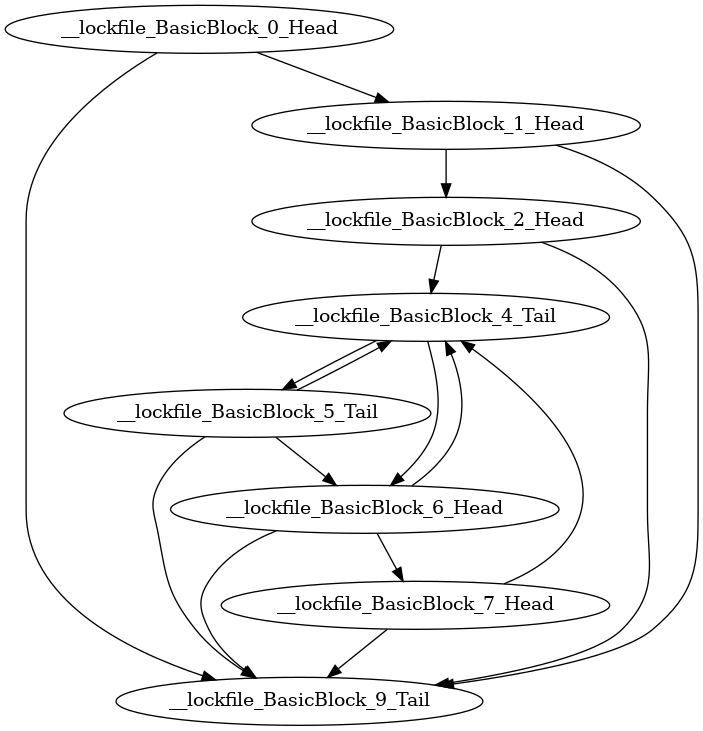 __lockfile_BasicBlock_0_Head
__lockfile_BasicBlock_1_Head
__lockfile_BasicBlock_2_Head
__lockfile_BasicBlock_4_Tail
__lockfile_BasicBlock_5_Tail
__lockfile_BasicBlock_6_Head
__lockfile_BasicBlock_7_Head
__lockfile_BasicBlock_9_Tail